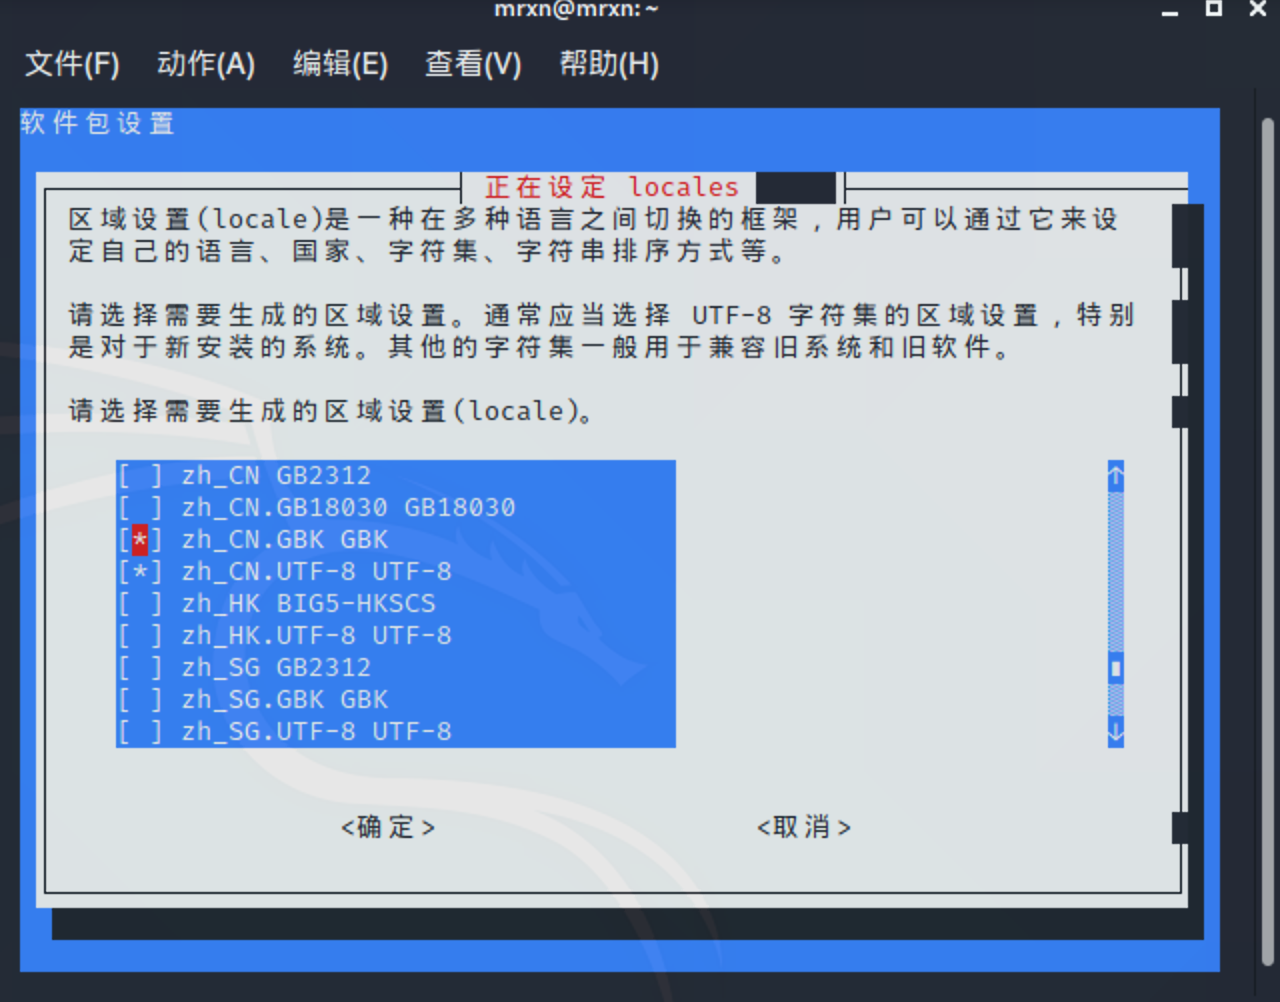 mrxn@mrxn: ~
文件(F) 动作(A) 编辑(E) 查看(V) 帮助(H)
软件包设置
正在设定 locales
区域设置(locale)是一种在多种语言之间切换的框架，用户可以通过它来设
定自己的语言、国家、字符集、字符串排序方式等。
请选择需要生成的区域设置。通常应当选择 UTF-8 字符集的区域设置，特别
是对于新安装的系统。其他的字符集一般用于兼容旧系统和旧软件。
请选择需要生成的区域设置(locale)。
[ ] zh_CN GB2312
[ ] zh_CN.GB18030 GB18030
[*] zh_CN.GBK GBK
[*] zh_CN.UTF-8 UTF-8
[ ] zh_HK BIG5-HKSCS
[ ] zh_HK.UTF-8 UTF-8
[ ] zh_SG GB2312
[ ] zh_SG.GBK GBK
[ ] zh_SG.UTF-8 UTF-8
<确定> <取消>